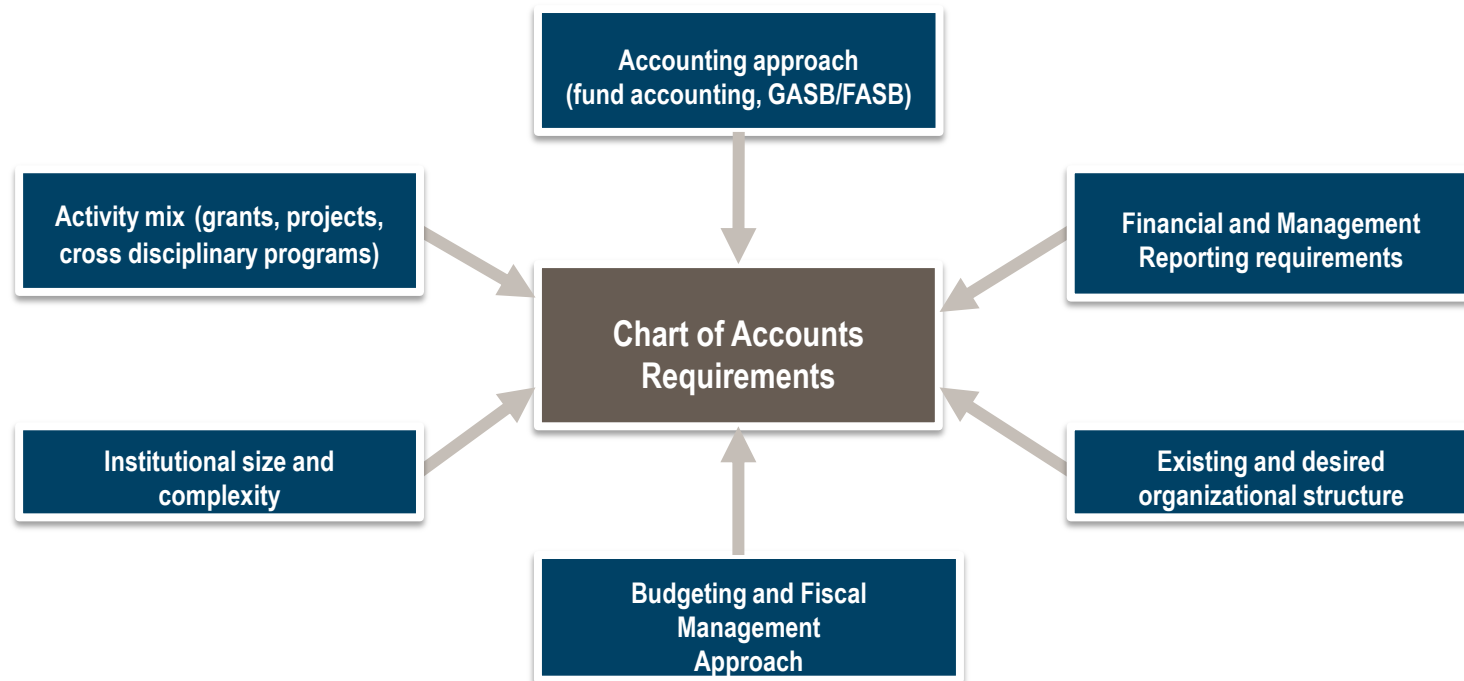 Accounting approach
(fund accounting, GASB/FASB)
Activity mix (grants, projects,
cross disciplinary programs)
Financial and Management
Reporting requirements
Chart of Accounts
Requirements
Institutional size and
complexity
Existing and desired
organizational structure
Budgeting and Fiscal
Management
Approach